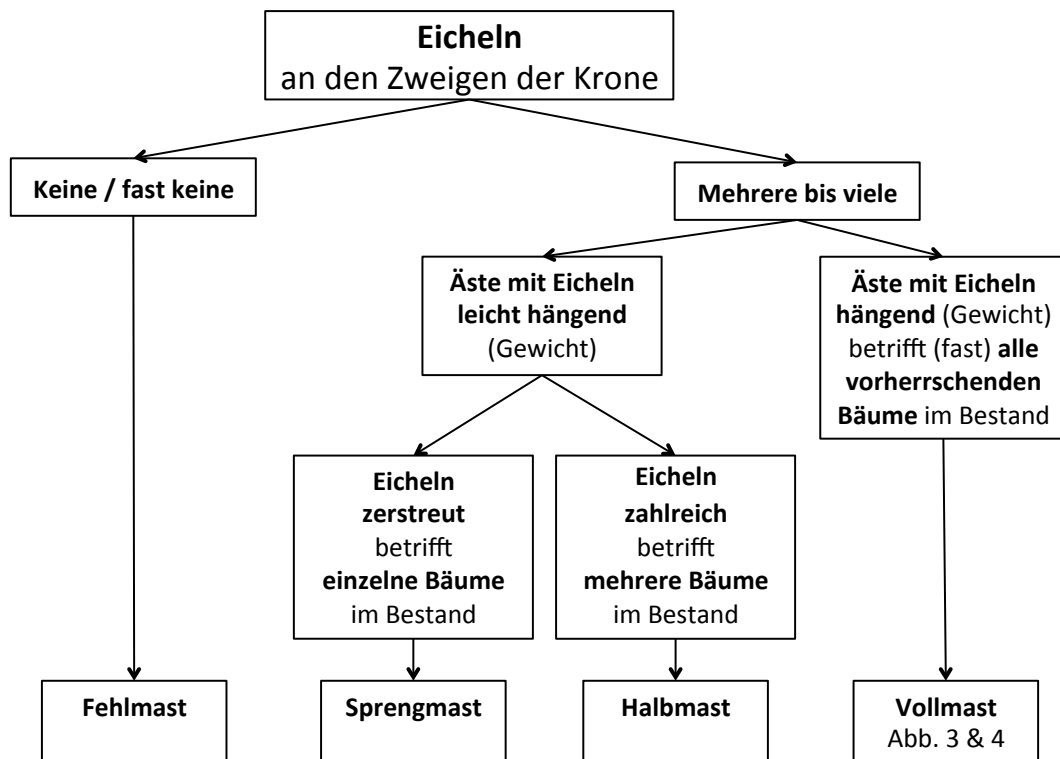 Eicheln
an den Zweigen der Krone
Keine / fast keine
Mehrere bis viele
Äste mit Eicheln
leicht hängend
(Gewicht)
Äste mit Eicheln
hängend (Gewicht)
betrifft (fast) alle
vorherrschenden
Bäume im Bestand
Eicheln
zerstreut
betrifft
einzelne Bäume
im Bestand
Eicheln
zahlreich
betrifft
mehrere Bäume
im Bestand
Fehlmast
Sprengmast
Halbmast
Vollmast
Abb. 3 & 4